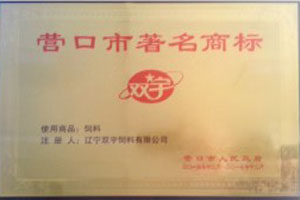 营口市著名商标
双宇
使用商品：饲料
注 册 人：辽宁双宇饲料有限公司
营口市人民政府